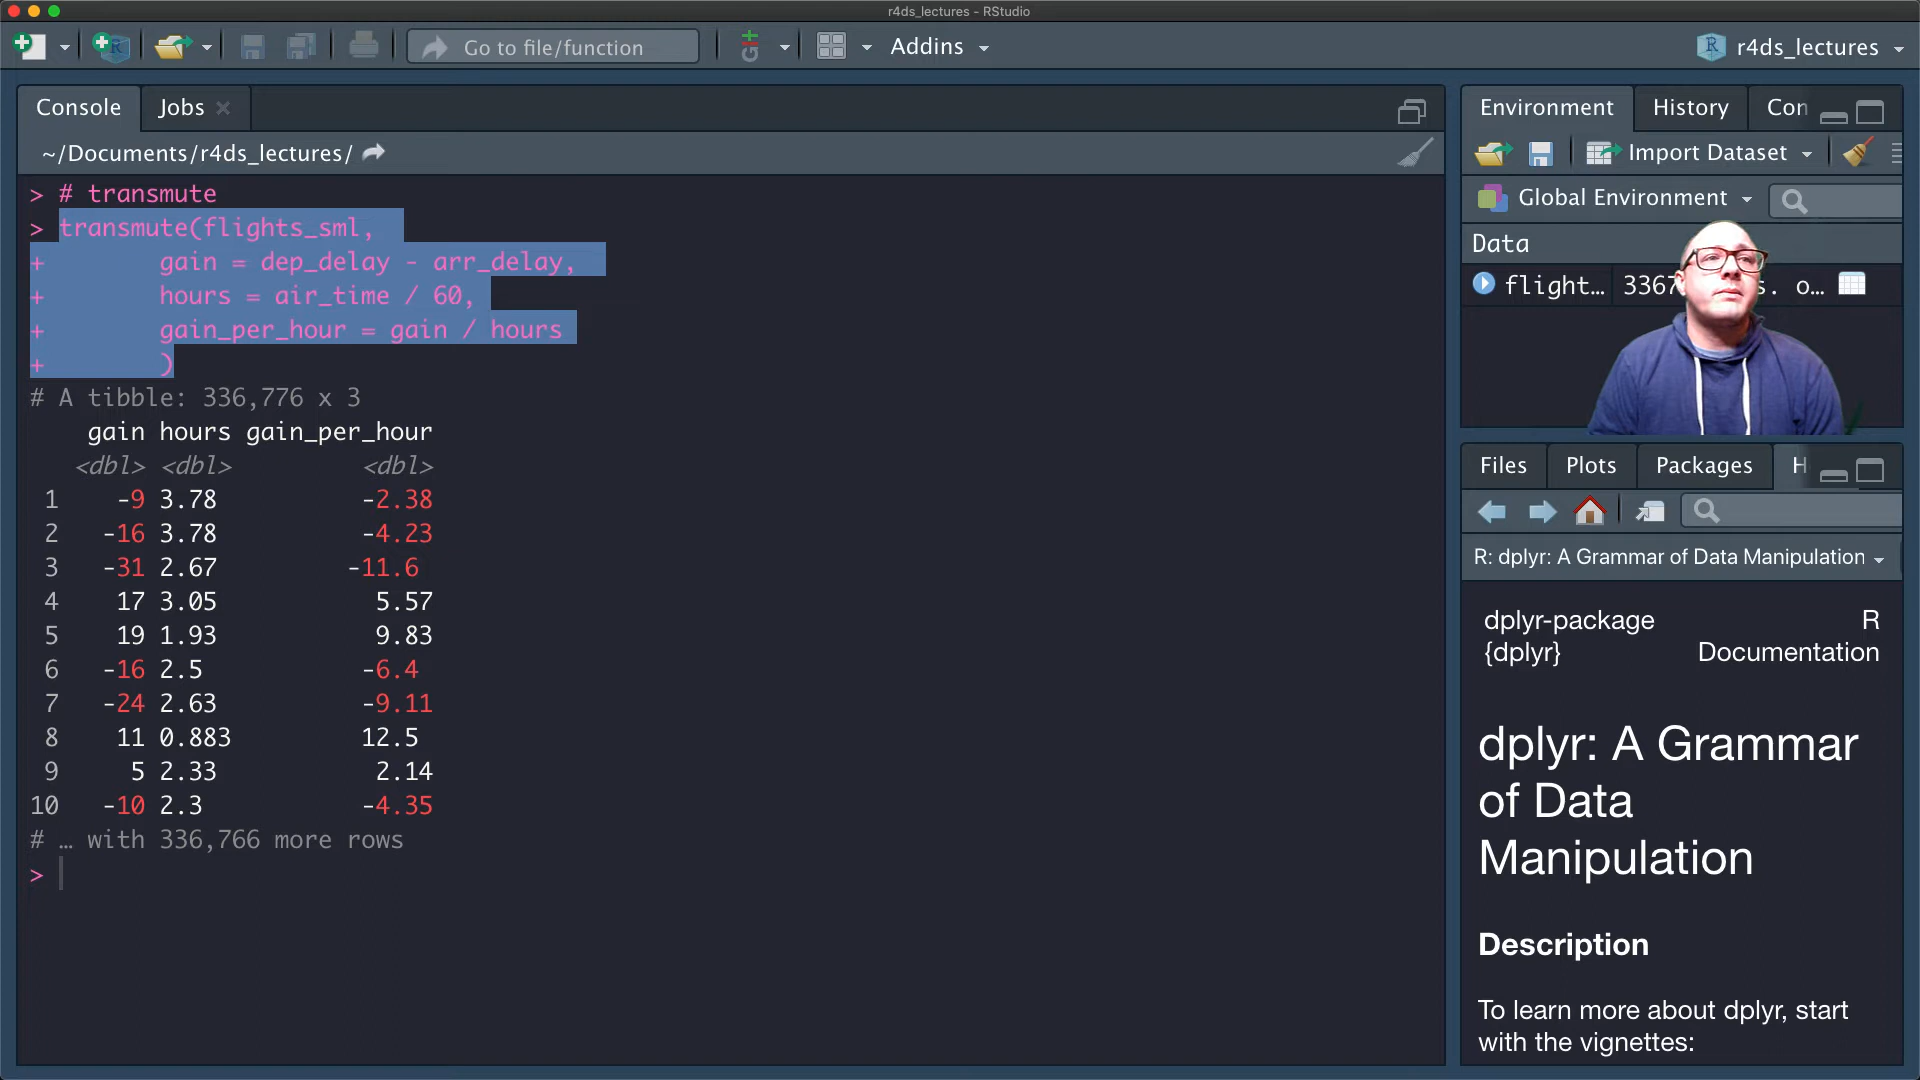 r4ds_lectures - RStudio
Go to file/function
Addins
r4ds_lectures
Console
Jobs
~/Documents/r4ds_lectures/
> # transmute
> transmute(flights_sml,
+ gain = dep_delay - arr_delay,
+ hours = air_time / 60,
+ gain_per_hour = gain / hours
+ )
# A tibble: 336,776 x 3
gain hours gain_per_hour
<dbl> <dbl> <dbl>
1 -9 3.78 -2.38
2 -16 3.78 -4.23
3 -31 2.67 -11.6
4 17 3.05 5.57
5 19 1.93 9.83
6 -16 2.5 -6.4
7 -24 2.63 -9.11
8 11 0.883 12.5
9 5 2.33 2.14
10 -10 2.3 -4.35
# … with 336,766 more rows
>
Environment
History
Con
Import Dataset
Global Environment
Data
flight… 3367 s. o…
Files
Plots
Packages
H
R: dplyr: A Grammar of Data Manipulation
dplyr-package R
{dplyr} Documentation
dplyr: A Grammar
of Data
Manipulation
Description
To learn more about dplyr, start
with the vignettes: